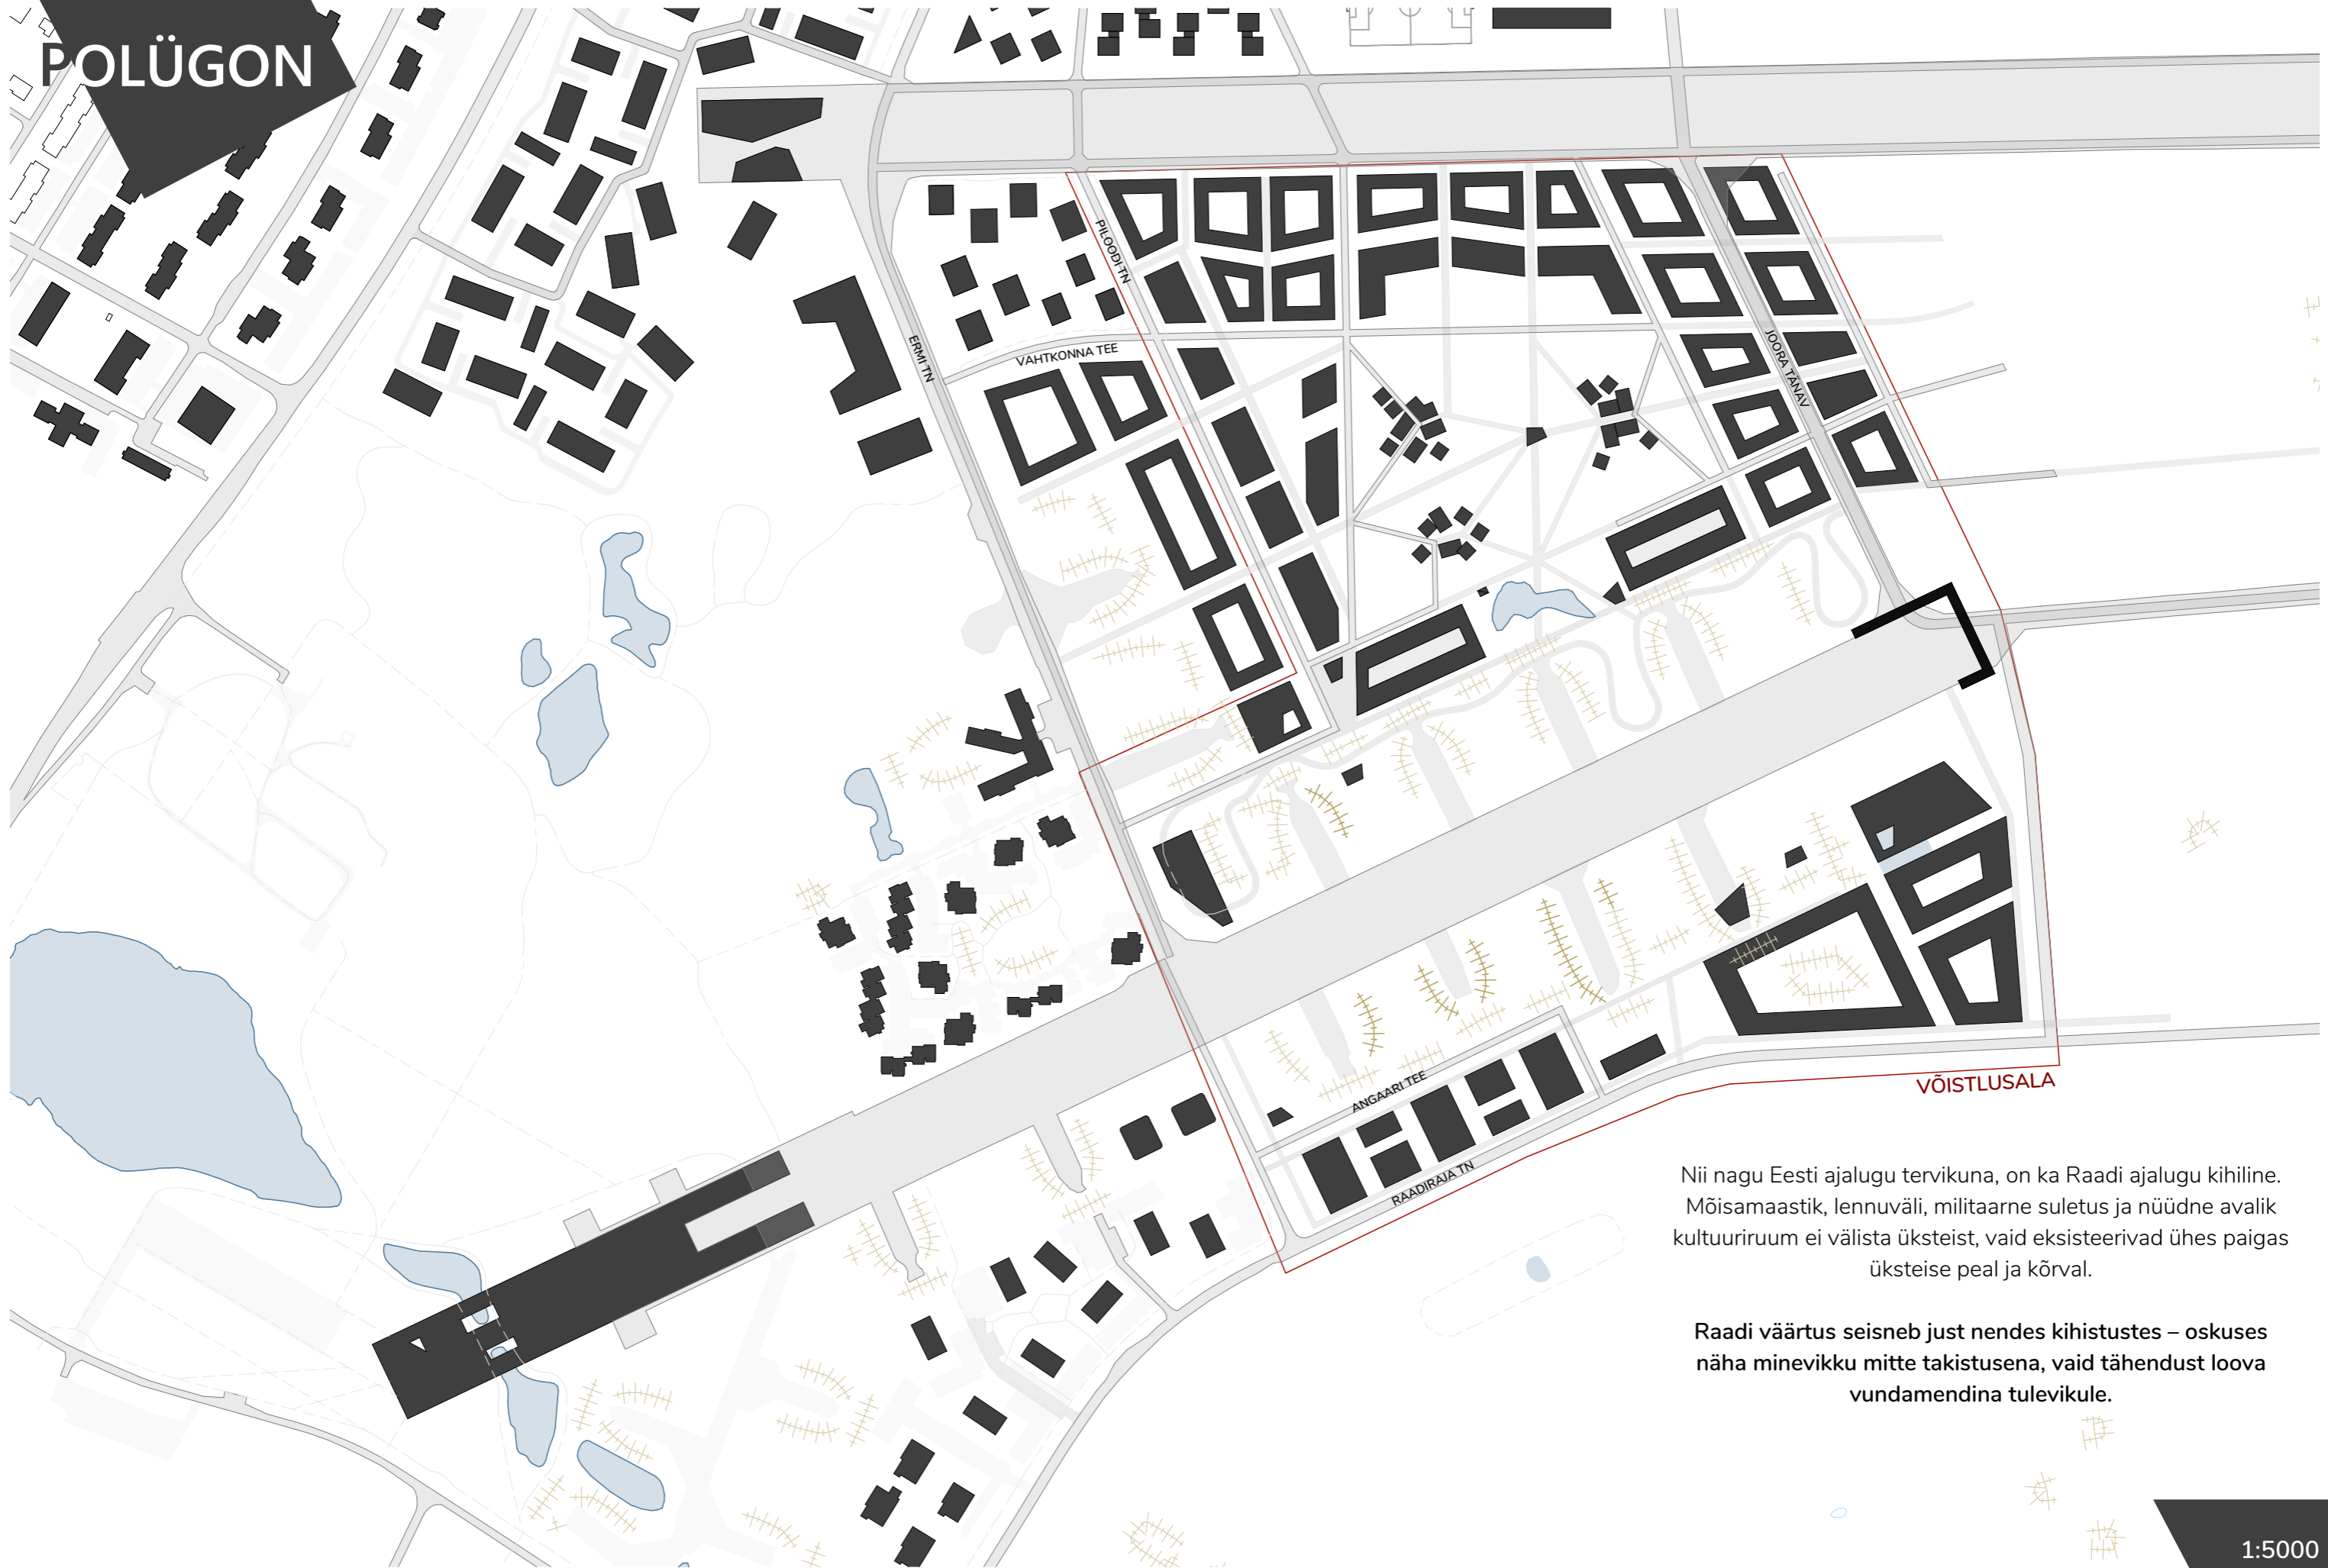 POLÜGON
PILOODI TN
ERMI TN
VAHTKONNA TEE
JOORA TÄNAV
ANGAARI TEE
RAADIRAJA TN
VÕISTLUSALA
Nii nagu Eesti ajalugu tervikuna, on ka Raadi ajalugu kihiline.
Mõisamaastik, lennuväli, militaarne suletus ja nüüdne avalik
kultuuriruum ei välista üksteist, vaid eksisteerivad ühes paigas
üksteise peal ja kõrval.
Raadi väärtus seisneb just nendes kihistustes – oskuses
näha minevikku mitte takistusena, vaid tähendust loova
vundamendina tulevikule.
1:5000